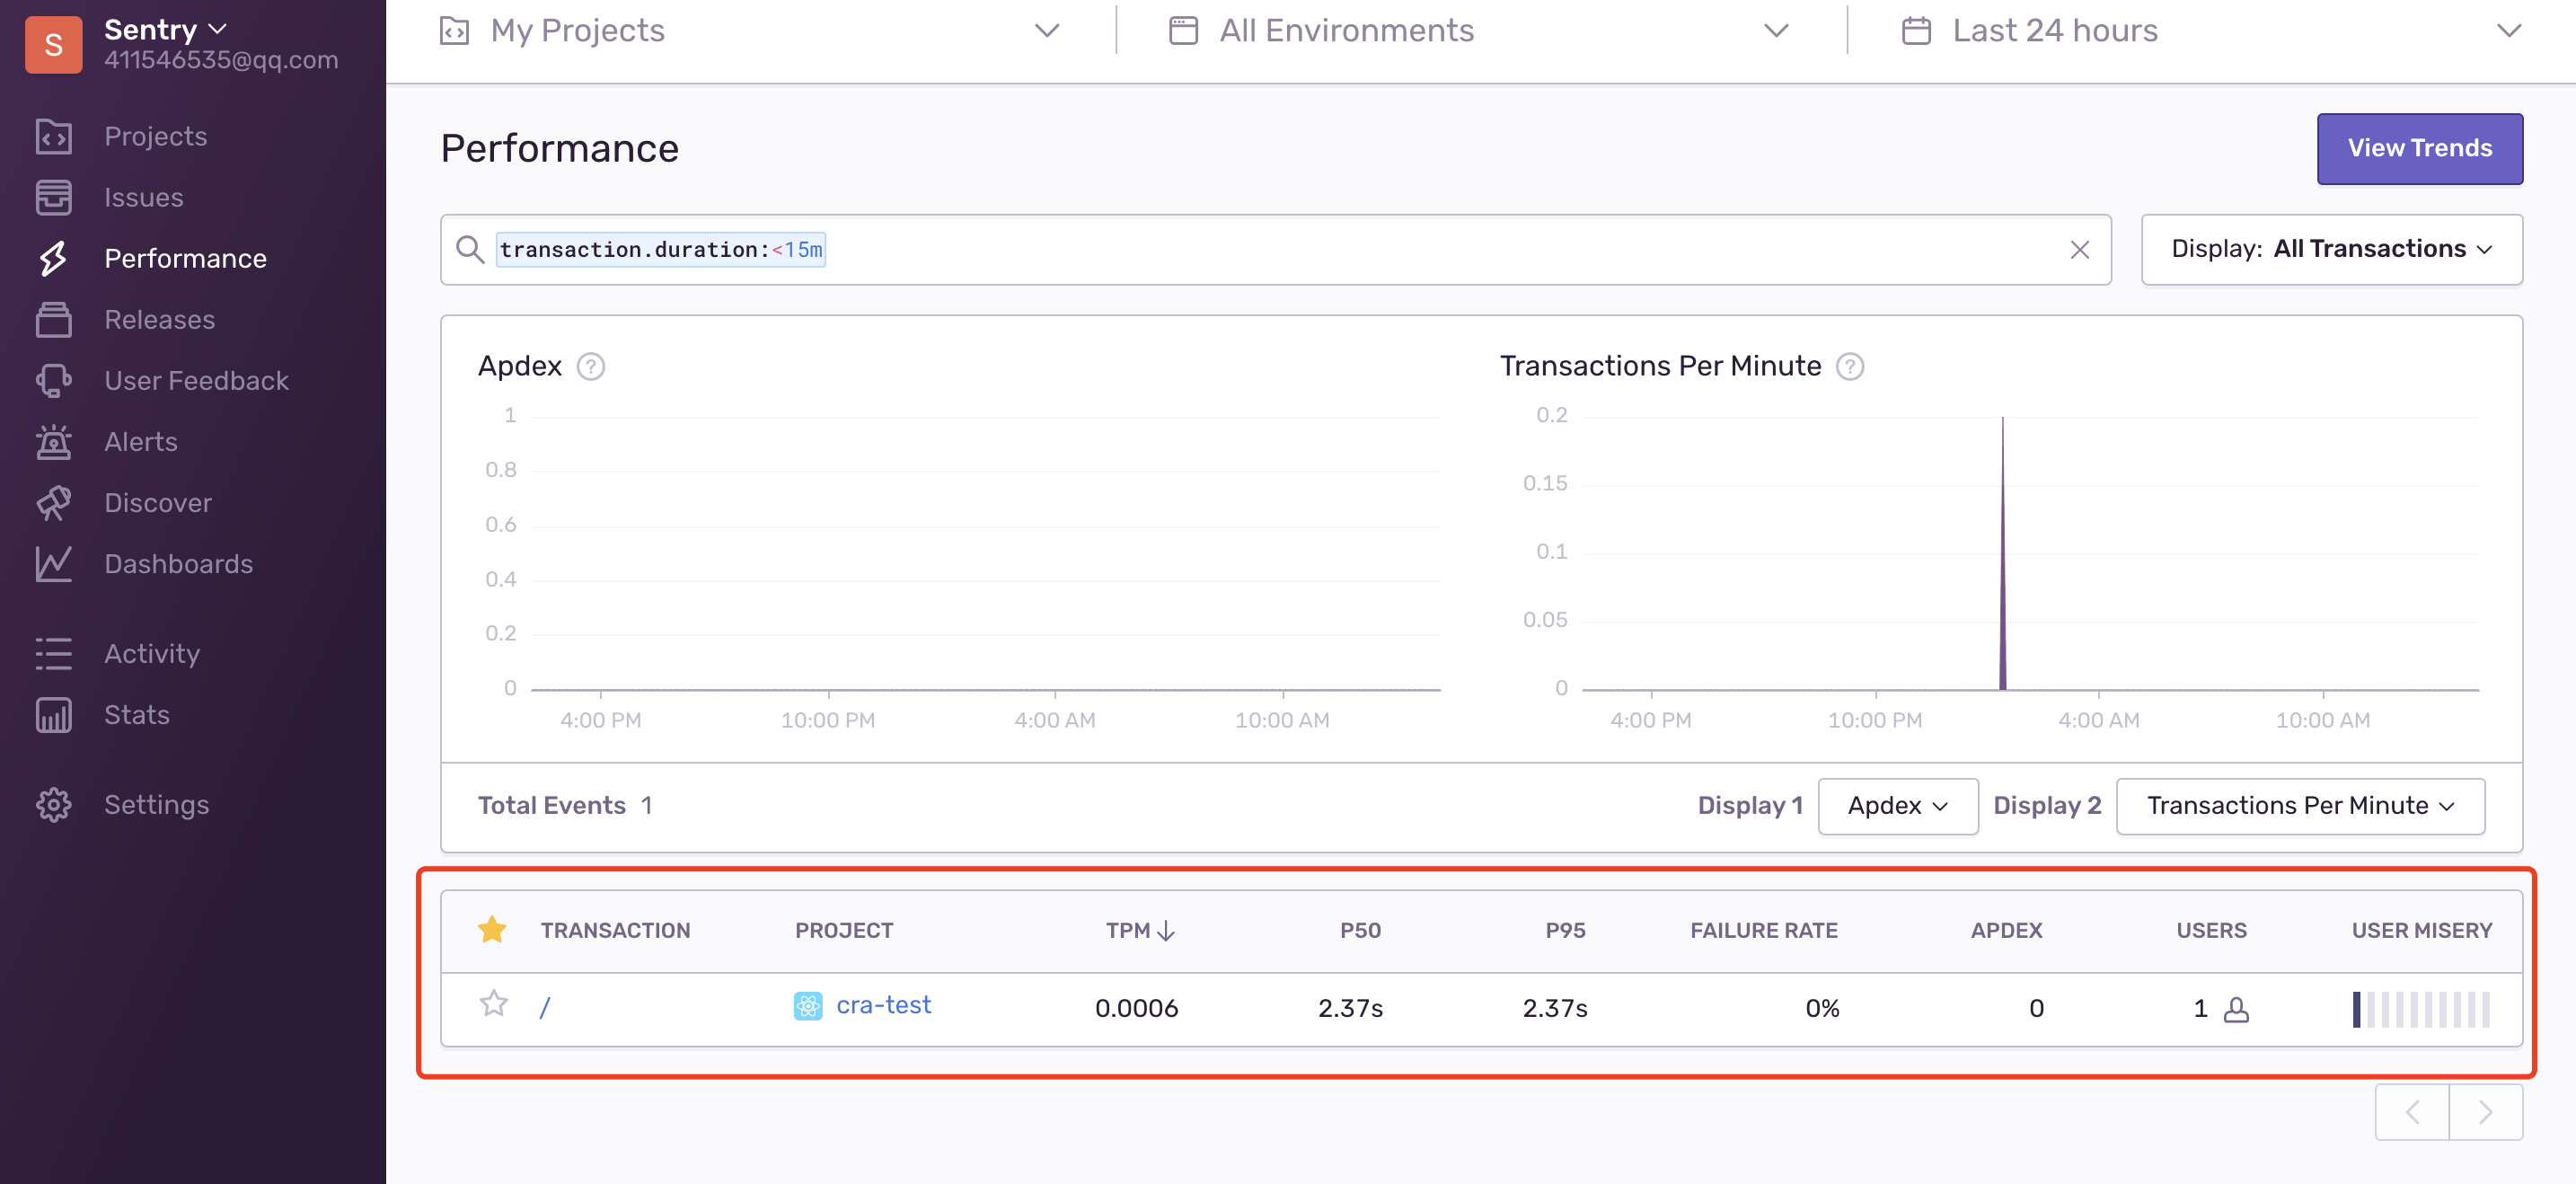 S
Sentry
411546535@qq.com
Projects
Issues
Performance
Releases
User Feedback
Alerts
Discover
Dashboards
Activity
Stats
Settings
My Projects
All Environments
Last 24 hours
Performance
View Trends
transaction.duration:<15m
Display: All Transactions
Apdex ?
1
0.8
0.6
0.4
0.2
0
4:00 PM 10:00 PM 4:00 AM 10:00 AM
Transactions Per Minute ?
0.2
0.15
0.1
0.05
0
4:00 PM 10:00 PM 4:00 AM 10:00 AM
Total Events 1
Display 1 Apdex Display 2 Transactions Per Minute
TRANSACTION PROJECT TPM P50 P95 FAILURE RATE APDEX USERS USER MISERY
/ cra-test 0.0006 2.37s 2.37s 0% 0 1